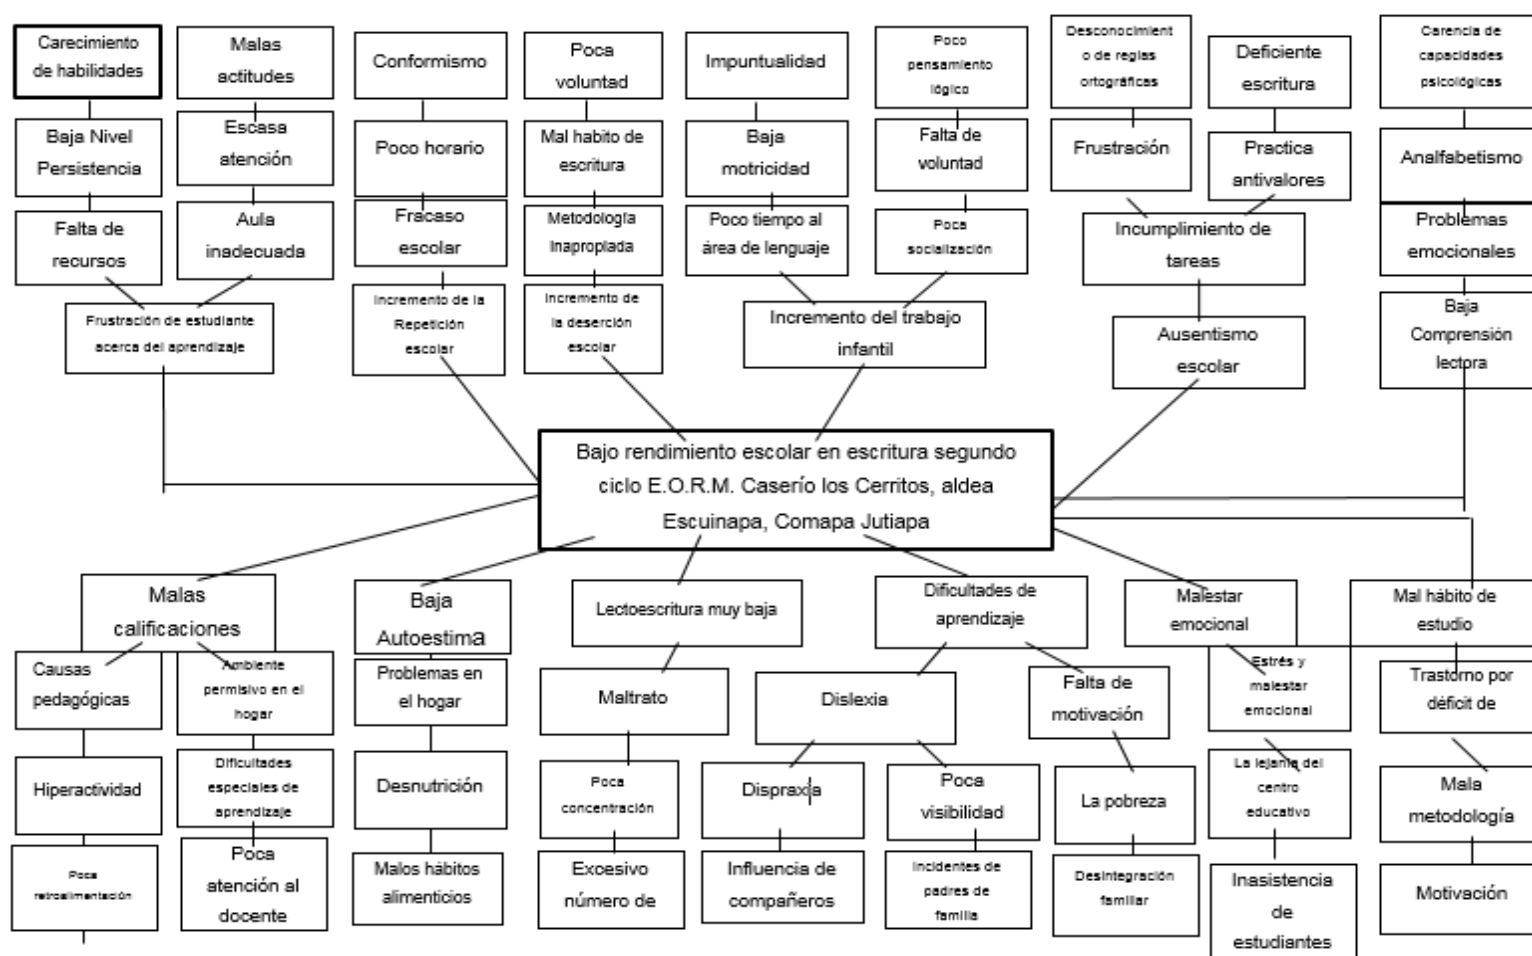 Carecimiento
de habilidades
Malas
actitudes
Conformismo
Poca
voluntad
Impuntualidad
Poco
pensamiento
lógico
Desconocimient
o de reglas
ortográficas
Deficiente
escritura
Carencia de
capacidades
psicológicas
Baja Nivel
Persistencia
Escasa
atención
Poco horario
Mal habito de
escritura
Baja
motricidad
Falta de
voluntad
Frustración
Practica
antivalores
Analfabetismo
Falta de
recursos
Aula
inadecuada
Fracaso
escolar
Metodología
Inapropiada
Poco tiempo al
área de lenguaje
Poca
socialización
Incumplimiento de
tareas
Problemas
emocionales
Frustración de estudiante
acerca del aprendizaje
Incremento de la
Repetición
escolar
Incremento de
la deserción
escolar
Incremento del trabajo
infantil
Ausentismo
escolar
Baja
Comprensión
lectora
Bajo rendimiento escolar en escritura segundo
ciclo E.O.R.M. Caserío los Cerritos, aldea
Escuinapa, Comapa Jutiapa
Malas
calificaciones
Baja
Autoestima
Lectoescritura muy baja
Dificultades de
aprendizaje
Malestar
emocional
Mal hábito de
estudio
Causas
pedagógicas
Ambiente
permisivo en el
hogar
Problemas en
el hogar
Maltrato
Dislexia
Falta de
motivación
Estrés y
malestar
emocional
Trastorno por
déficit de
Hiperactividad
Dificultades
especiales de
aprendizaje
Desnutrición
Poca
concentración
Dispraxia
Poca
visibilidad
La pobreza
La lejanía del
centro
educativo
Mala
metodología
Poca
retroalimentación
Poca
atención al
docente
Malos hábitos
alimenticios
Excesivo
número de
Influencia de
compañeros
Incidentes de
padres de
familia
Desintegración
familiar
Inasistencia
de
estudiantes
Motivación